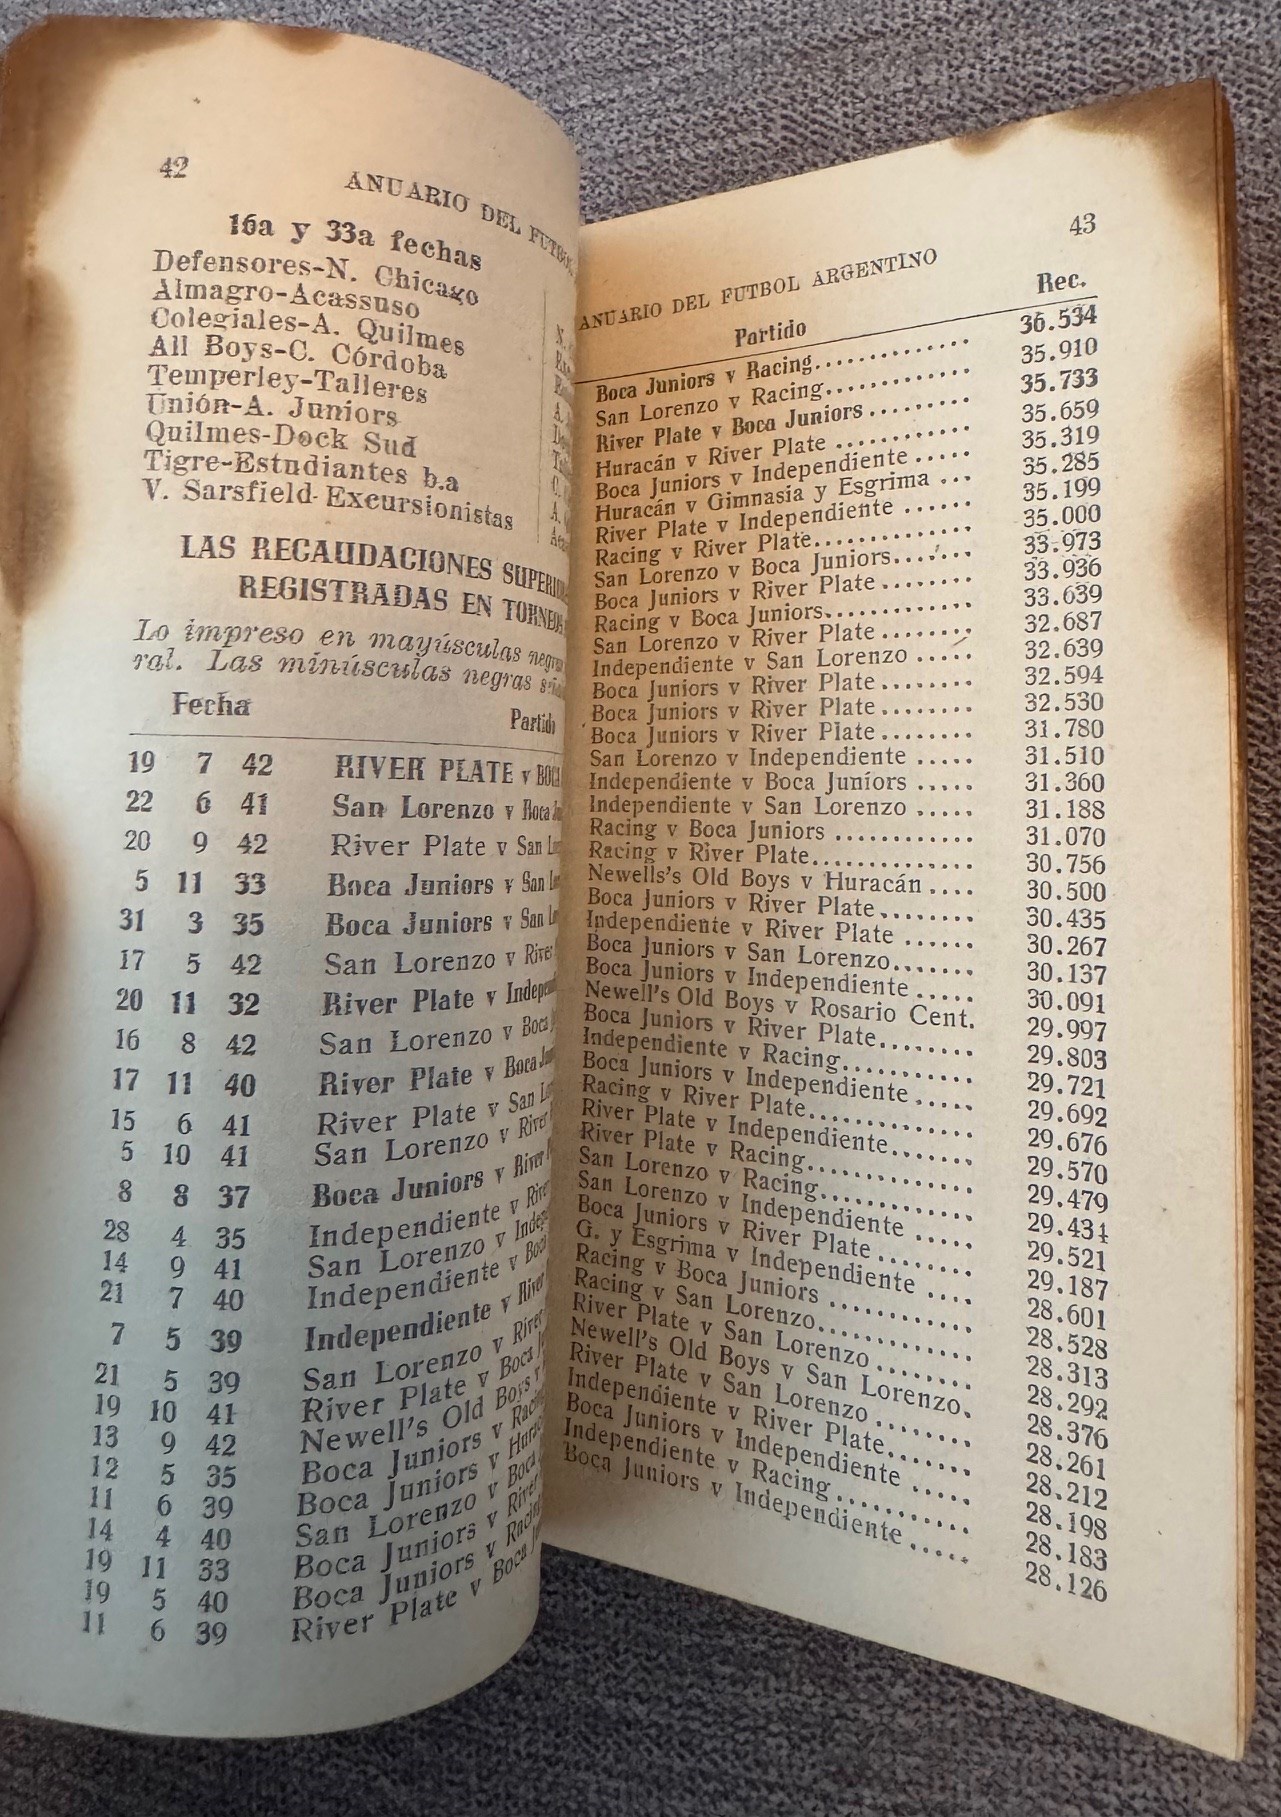 42
ANUARIO DEL FUTBOL
16a y 33a fechas
Defensores-N. Chicago
Almagro-Acassuso
Colegiales-A. Quilmes
All Boys-C. Córdoba
Temperley-Talleres
Unión-A. Juniors
Quilmes-Dock Sud
Tigre-Estudiantes b.a
V. Sarsfield-Excursionistas
LAS RECAUDACIONES
REGISTRADAS EN
Lo impreso en mayúsculas
ral. Las minúsculas negras
Fecha Partido
19 7 42 RIVER PLATE v
22 6 41 San Lorenzo v Boca
20 9 42 River Plate v San
5 11 33 Boca Juniors v San
31 3 35 Boca Juniors v San
17 5 42 San Lorenzo v River
20 11 32 River Plate v
16 8 42 San Lorenzo v Boca
17 11 40 River Plate v Boca
15 6 41 River Plate v San
5 10 41 San Lorenzo v River
8 8 37 Boca Juniors v River
28 4 35 Independiente v
14 9 41 San Lorenzo v
21 7 40 Independiente v Boca
7 5 39 Independiente v River
21 5 39 San Lorenzo v River
19 10 41 River Plate v Boca
13 9 42 Newell's Old Boys v
12 5 35 Boca Juniors v
11 6 39 Boca Juniors v
14 4 40 San Lorenzo v Boca
19 11 33 Boca Juniors v River
19 5 40 Boca Juniors v
11 6 39 River Plate v Boca
43
ANUARIO DEL FUTBOL ARGENTINO
Partido Rec.
Boca Juniors v Racing............. 36.534
San Lorenzo v Racing............. 35.910
River Plate v Boca Juniors ......... 35.733
Huracán v River Plate ............ 35.659
Boca Juniors v Independiente ..... 35.319
Huracán v Gimnasia y Esgrima ... 35.285
River Plate v Independiente ...... 35.199
Racing v River Plate............. 35.000
San Lorenzo v Boca Juniors....... 33.973
Boca Juniors v River Plate ........ 33.936
Racing v Boca Juniors............ 33.639
San Lorenzo v River Plate ........ 32.687
Independiente v San Lorenzo ..... 32.639
Boca Juniors v River Plate ........ 32.594
Boca Juniors v River Plate ........ 32.530
Boca Juniors v River Plate ........ 31.780
San Lorenzo v Independiente ..... 31.510
Independiente v Boca Juniors ..... 31.360
Independiente v San Lorenzo ..... 31.188
Racing v Boca Juniors ............ 31.070
Racing v River Plate.............. 30.756
Newells's Old Boys v Huracán .... 30.500
Boca Juniors v River Plate........ 30.435
Independiente v River Plate ...... 30.267
Boca Juniors v San Lorenzo....... 30.137
Boca Juniors v Independiente ..... 30.091
Newell's Old Boys v Rosario Cent. 29.997
Boca Juniors v River Plate........ 29.803
Independiente v Racing........... 29.721
Boca Juniors v Independiente ..... 29.692
Racing v River Plate.............. 29.676
River Plate v Independiente....... 29.570
River Plate v Racing.............. 29.479
San Lorenzo v Racing............. 29.434
San Lorenzo v Independiente ..... 29.521
Boca Juniors v River Plate ........ 29.187
G. y Esgrima v Independiente .... 28.601
Racing v Boca Juniors ............ 28.528
Racing v San Lorenzo............ 28.313
River Plate v San Lorenzo ........ 28.292
Newell's Old Boys v San Lorenzo. 28.376
River Plate v San Lorenzo ........ 28.261
Independiente v River Plate....... 28.212
Boca Juniors v Independiente ..... 28.198
Independiente v Racing ........... 28.183
Boca Juniors v Independiente ..... 28.126